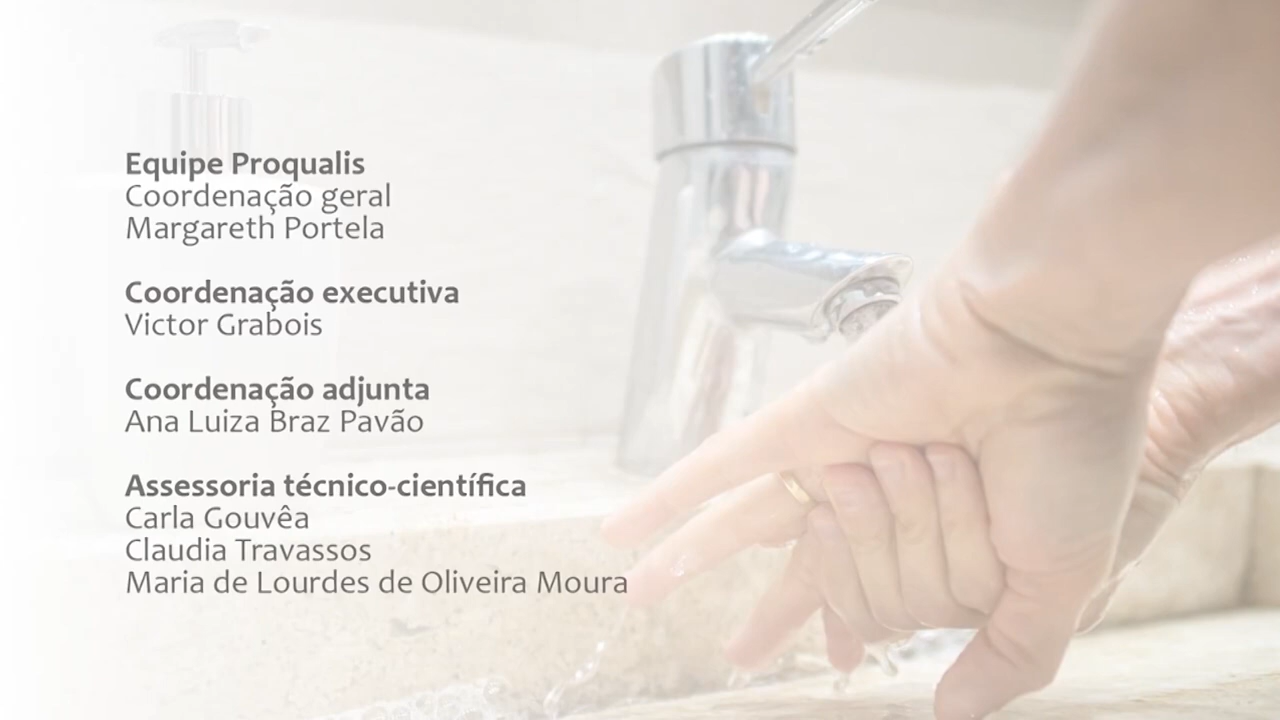 Equipe Proqualis
Coordenação geral
Margareth Portela
Coordenação executiva
Victor Grabois
Coordenação adjunta
Ana Luiza Braz Pavão
Assessoria técnico-científica
Carla Gouvêa
Claudia Travassos
Maria de Lourdes de Oliveira Moura